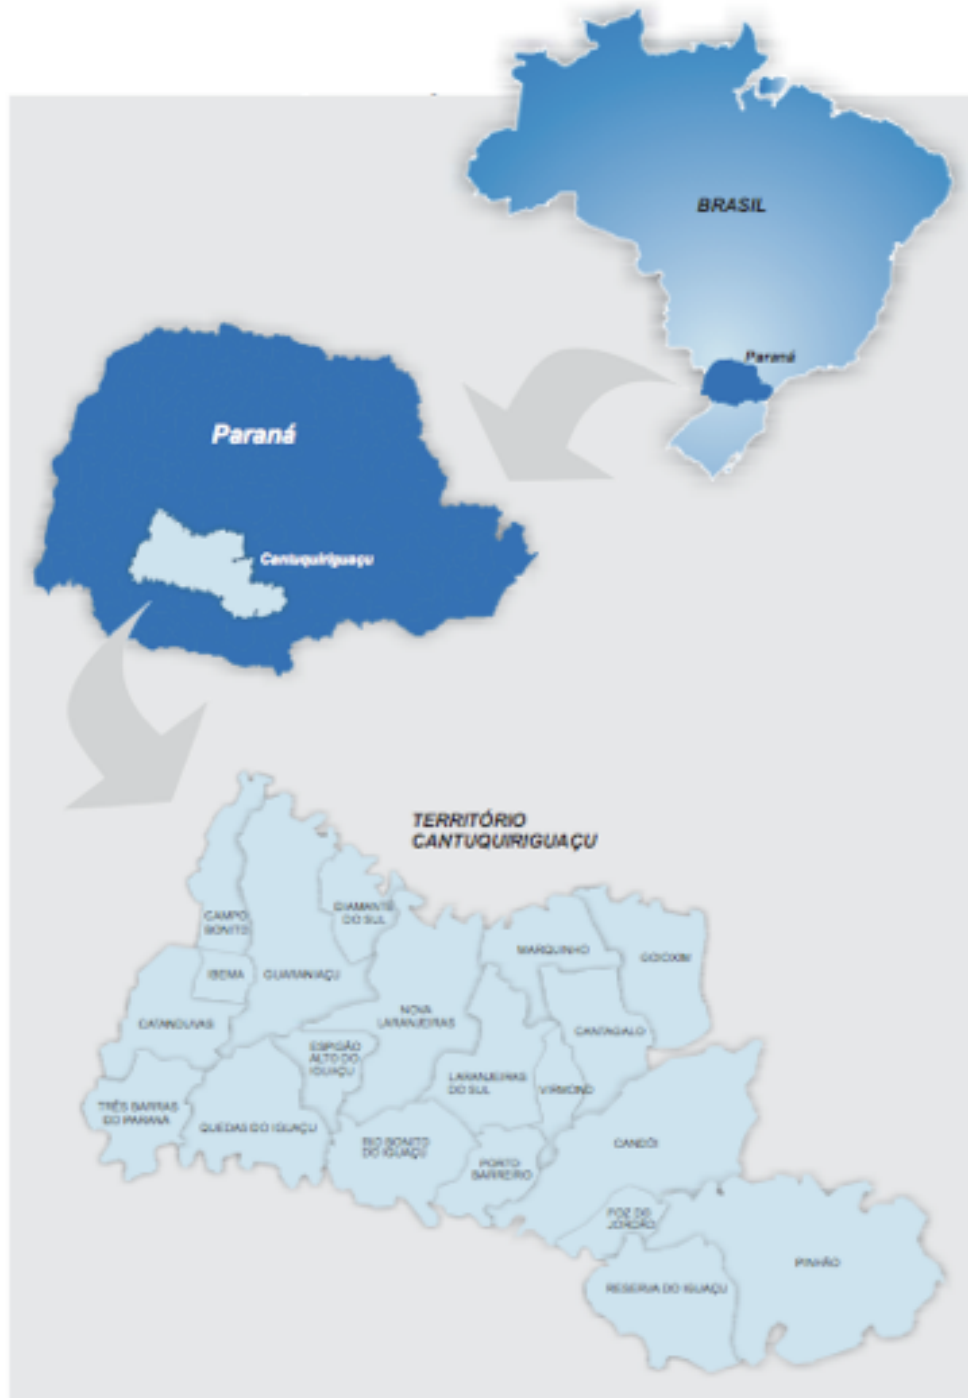 BRASIL
Paraná
Paraná
Cantuquiriguaçu
TERRITÓRIO
CANTUQUIRIGUAÇU
CAMPO
BONITO
DIAMANTE
DO SUL
IBEMA
GUARANIAÇU
MARQUINHO
GOIOXIM
CATANDUVAS
NOVA
LARANJEIRAS
CANTAGALO
ESPIGÃO
ALTO DO
IGUAÇU
LARANJEIRAS
DO SUL
VIRMOND
TRÊS BARRAS
DO PARANÁ
QUEDAS DO IGUAÇU
RIO BONITO
DO IGUAÇU
PORTO
BARREIRO
CANDÓI
FOZ DO
JORDÃO
PINHÃO
RESERVA DO IGUAÇU